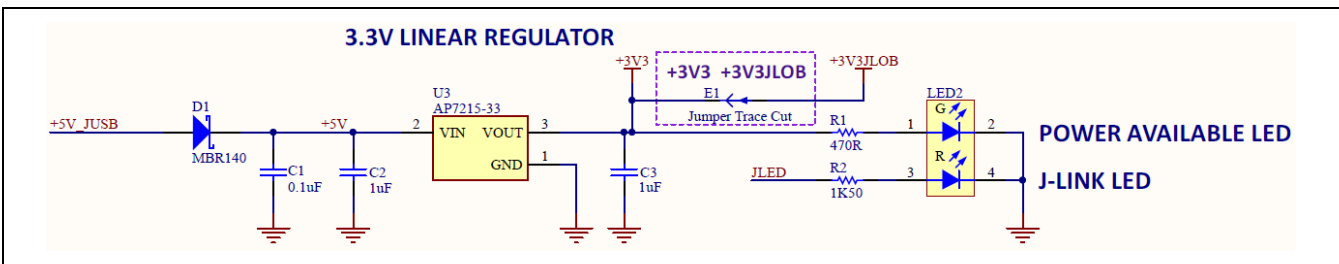 3.3V LINEAR REGULATOR
+3V3
+3V3 +3V3JLOB
+3V3JLOB
E1
Jumper Trace Cut
U3
AP7215-33
LED2
D1
+5V_JUSB
MBR140
+5V
2
VIN VOUT
3
GND
1
R1
470R
1
G
2
POWER AVAILABLE LED
C1
0.1uF
C2
1uF
C3
1uF
JLED
R2
1K50
3
R
4
J-LINK LED